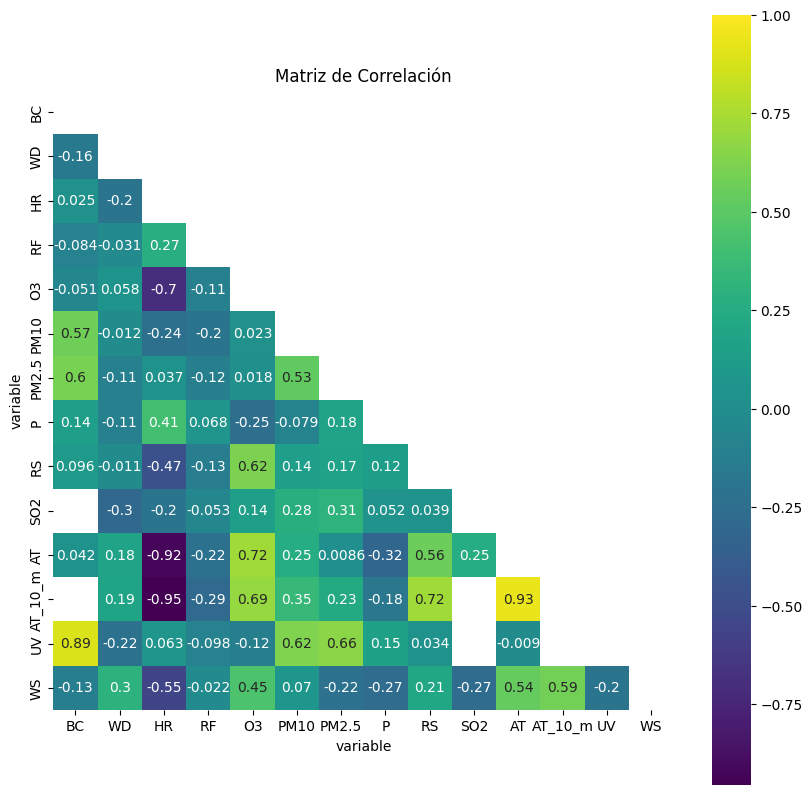 Matriz de Correlación
variable
BC
WD -0.16
HR 0.025 -0.2
RF -0.084 -0.031 0.27
O3 -0.051 0.058 -0.7 -0.11
PM10 0.57 -0.012 -0.24 -0.2 0.023
PM2.5 0.6 -0.11 0.037 -0.12 0.018 0.53
P 0.14 -0.11 0.41 0.068 -0.25 -0.079 0.18
RS 0.096 -0.011 -0.47 -0.13 0.62 0.14 0.17 0.12
SO2 -0.3 -0.2 -0.053 0.14 0.28 0.31 0.052 0.039
AT 0.042 0.18 -0.92 -0.22 0.72 0.25 0.0086 -0.32 0.56 0.25
AT_10_m 0.19 -0.95 -0.29 0.69 0.35 0.23 -0.18 0.72 0.93
UV 0.89 -0.22 0.063 -0.098 -0.12 0.62 0.66 0.15 0.034 -0.009
WS -0.13 0.3 -0.55 -0.022 0.45 0.07 -0.22 -0.27 0.21 -0.27 0.54 0.59 -0.2
BC WD HR RF O3 PM10 PM2.5 P RS SO2 AT AT_10_m UV WS
variable
1.00
0.75
0.50
0.25
0.00
-0.25
-0.50
-0.75